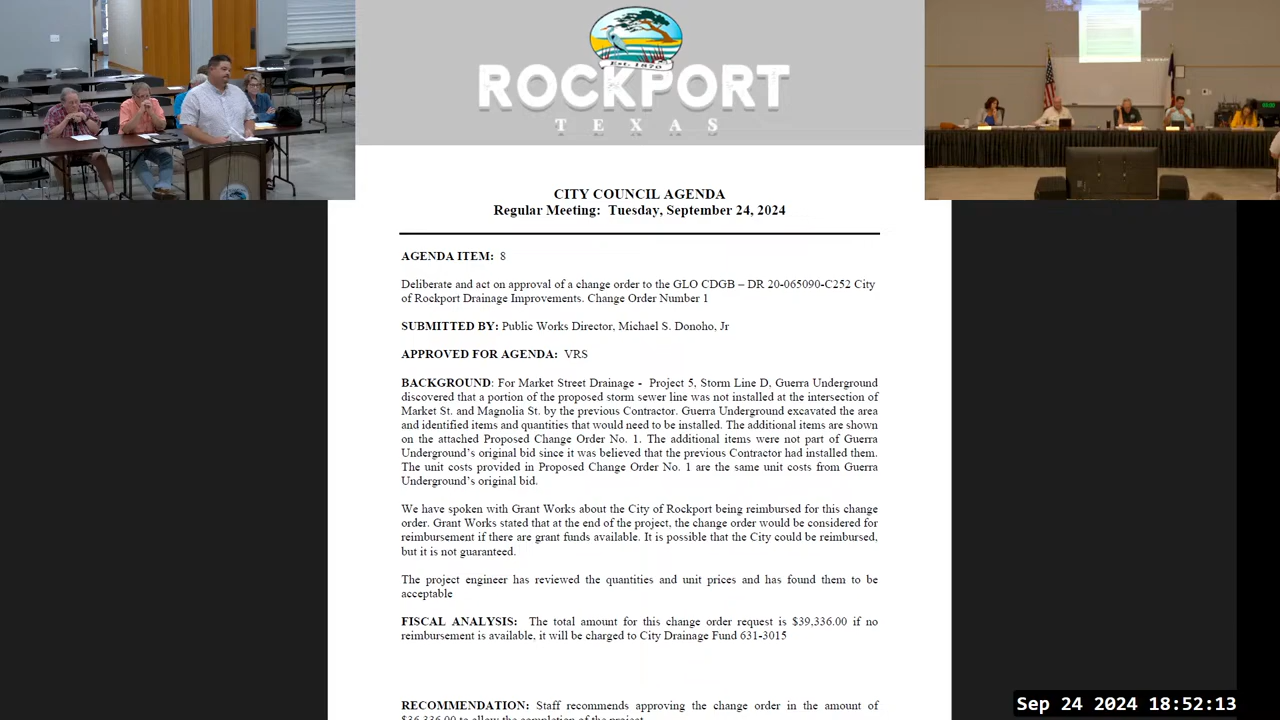 Est. 1870
ROCKPORT
TEXAS
CITY COUNCIL AGENDA
Regular Meeting: Tuesday, September 24, 2024
AGENDA ITEM: 8
Deliberate and act on approval of a change order to the GLO CDGB – DR 20-065090-C252 City
of Rockport Drainage Improvements. Change Order Number 1
SUBMITTED BY: Public Works Director, Michael S. Donoho, Jr
APPROVED FOR AGENDA: VRS
BACKGROUND: For Market Street Drainage - Project 5, Storm Line D, Guerra Underground
discovered that a portion of the proposed storm sewer line was not installed at the intersection of
Market St. and Magnolia St. by the previous Contractor. Guerra Underground excavated the area
and identified items and quantities that would need to be installed. The additional items are shown
on the attached Proposed Change Order No. 1. The additional items were not part of Guerra
Underground's original bid since it was believed that the previous Contractor had installed them.
The unit costs provided in Proposed Change Order No. 1 are the same unit costs from Guerra
Underground's original bid.
We have spoken with Grant Works about the City of Rockport being reimbursed for this change
order. Grant Works stated that at the end of the project, the change order would be considered for
reimbursement if there are grant funds available. It is possible that the City could be reimbursed,
but it is not guaranteed.
The project engineer has reviewed the quantities and unit prices and has found them to be
acceptable
FISCAL ANALYSIS: The total amount for this change order request is $39,336.00 if no
reimbursement is available, it will be charged to City Drainage Fund 631-3015
RECOMMENDATION: Staff recommends approving the change order in the amount of
$36,336.00 to allow the completion of the project
Sep 24 2024 18:52:13